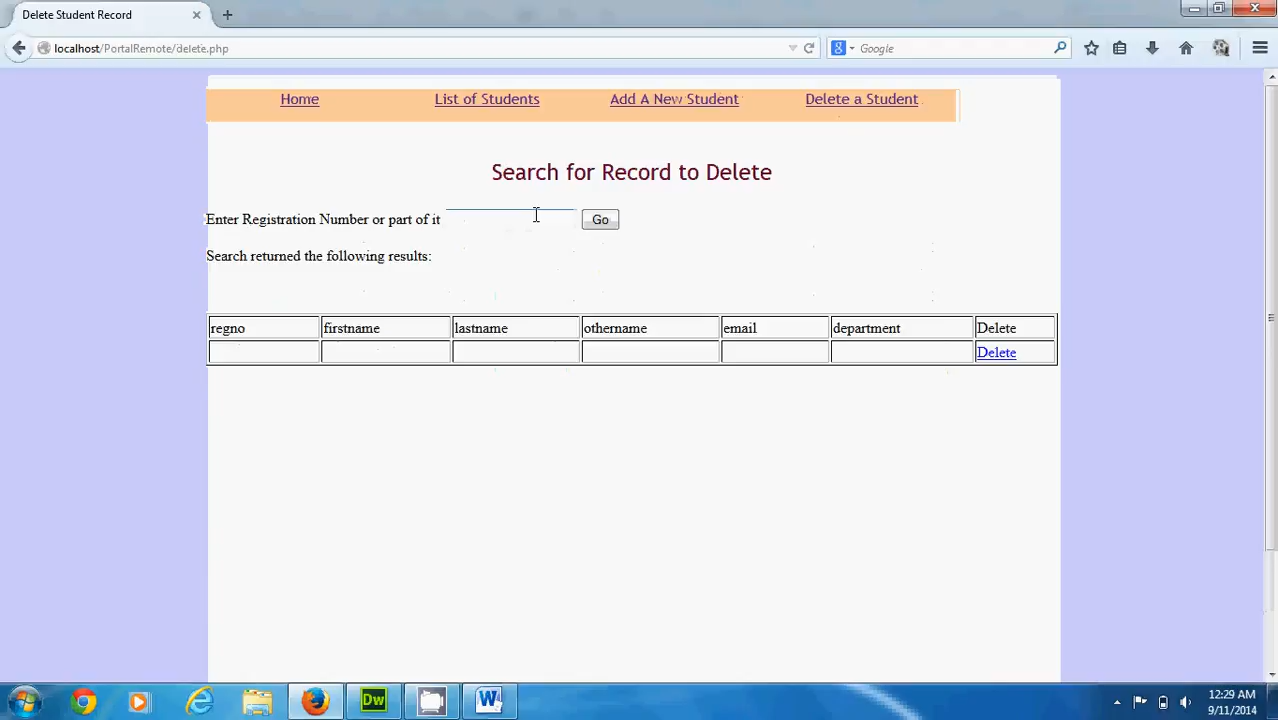 Delete Student Record
localhost/PortalRemote/delete.php
Google
Home List of Students Add A New Student Delete a Student
Search for Record to Delete
Enter Registration Number or part of it Go
Search returned the following results:
regno firstname lastname othername email department Delete
Delete
12:29 AM
9/11/2014